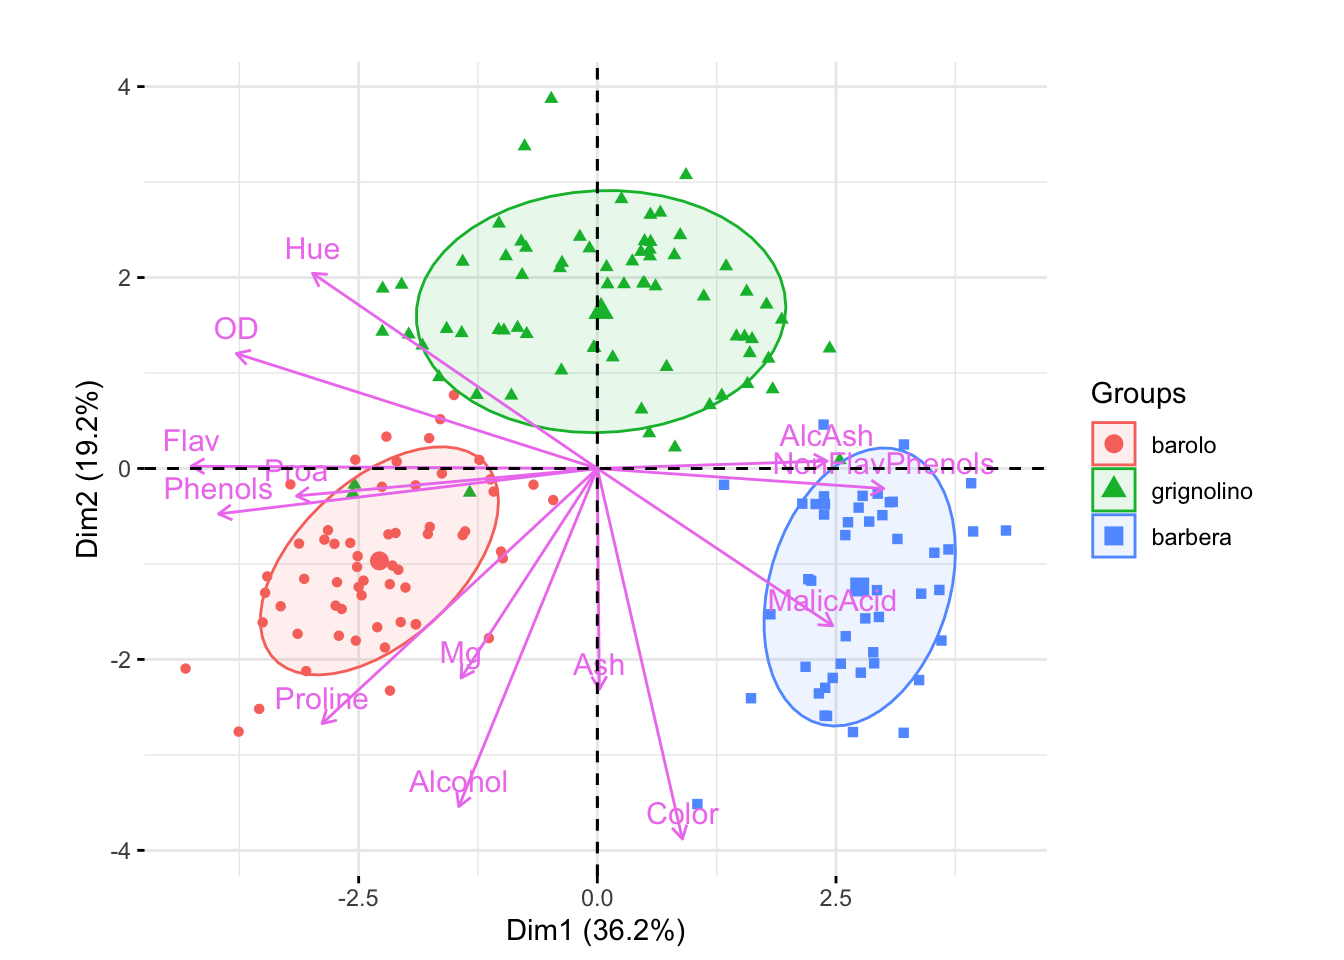 4
2
0
-2
-4
-2.5
0.0
2.5
Dim1 (36.2%)
Dim2 (19.2%)
Hue
OD
Flav
Proa
Phenols
AlcAsh
NonFlavPhenols
MalicAcid
Mg
Ash
Proline
Alcohol
Color
Groups
barolo
grignolino
barbera